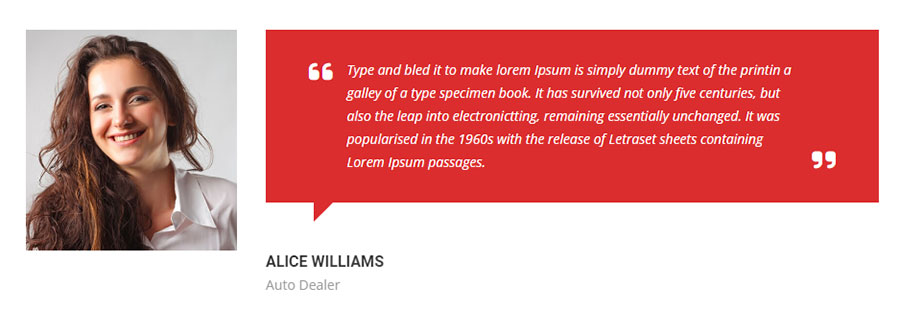 Type and bled it to make lorem Ipsum is simply dummy text of the printin a
galley of a type specimen book. It has survived not only five centuries, but
also the leap into electronictting, remaining essentially unchanged. It was
popularised in the 1960s with the release of Letraset sheets containing
Lorem Ipsum passages.
ALICE WILLIAMS
Auto Dealer